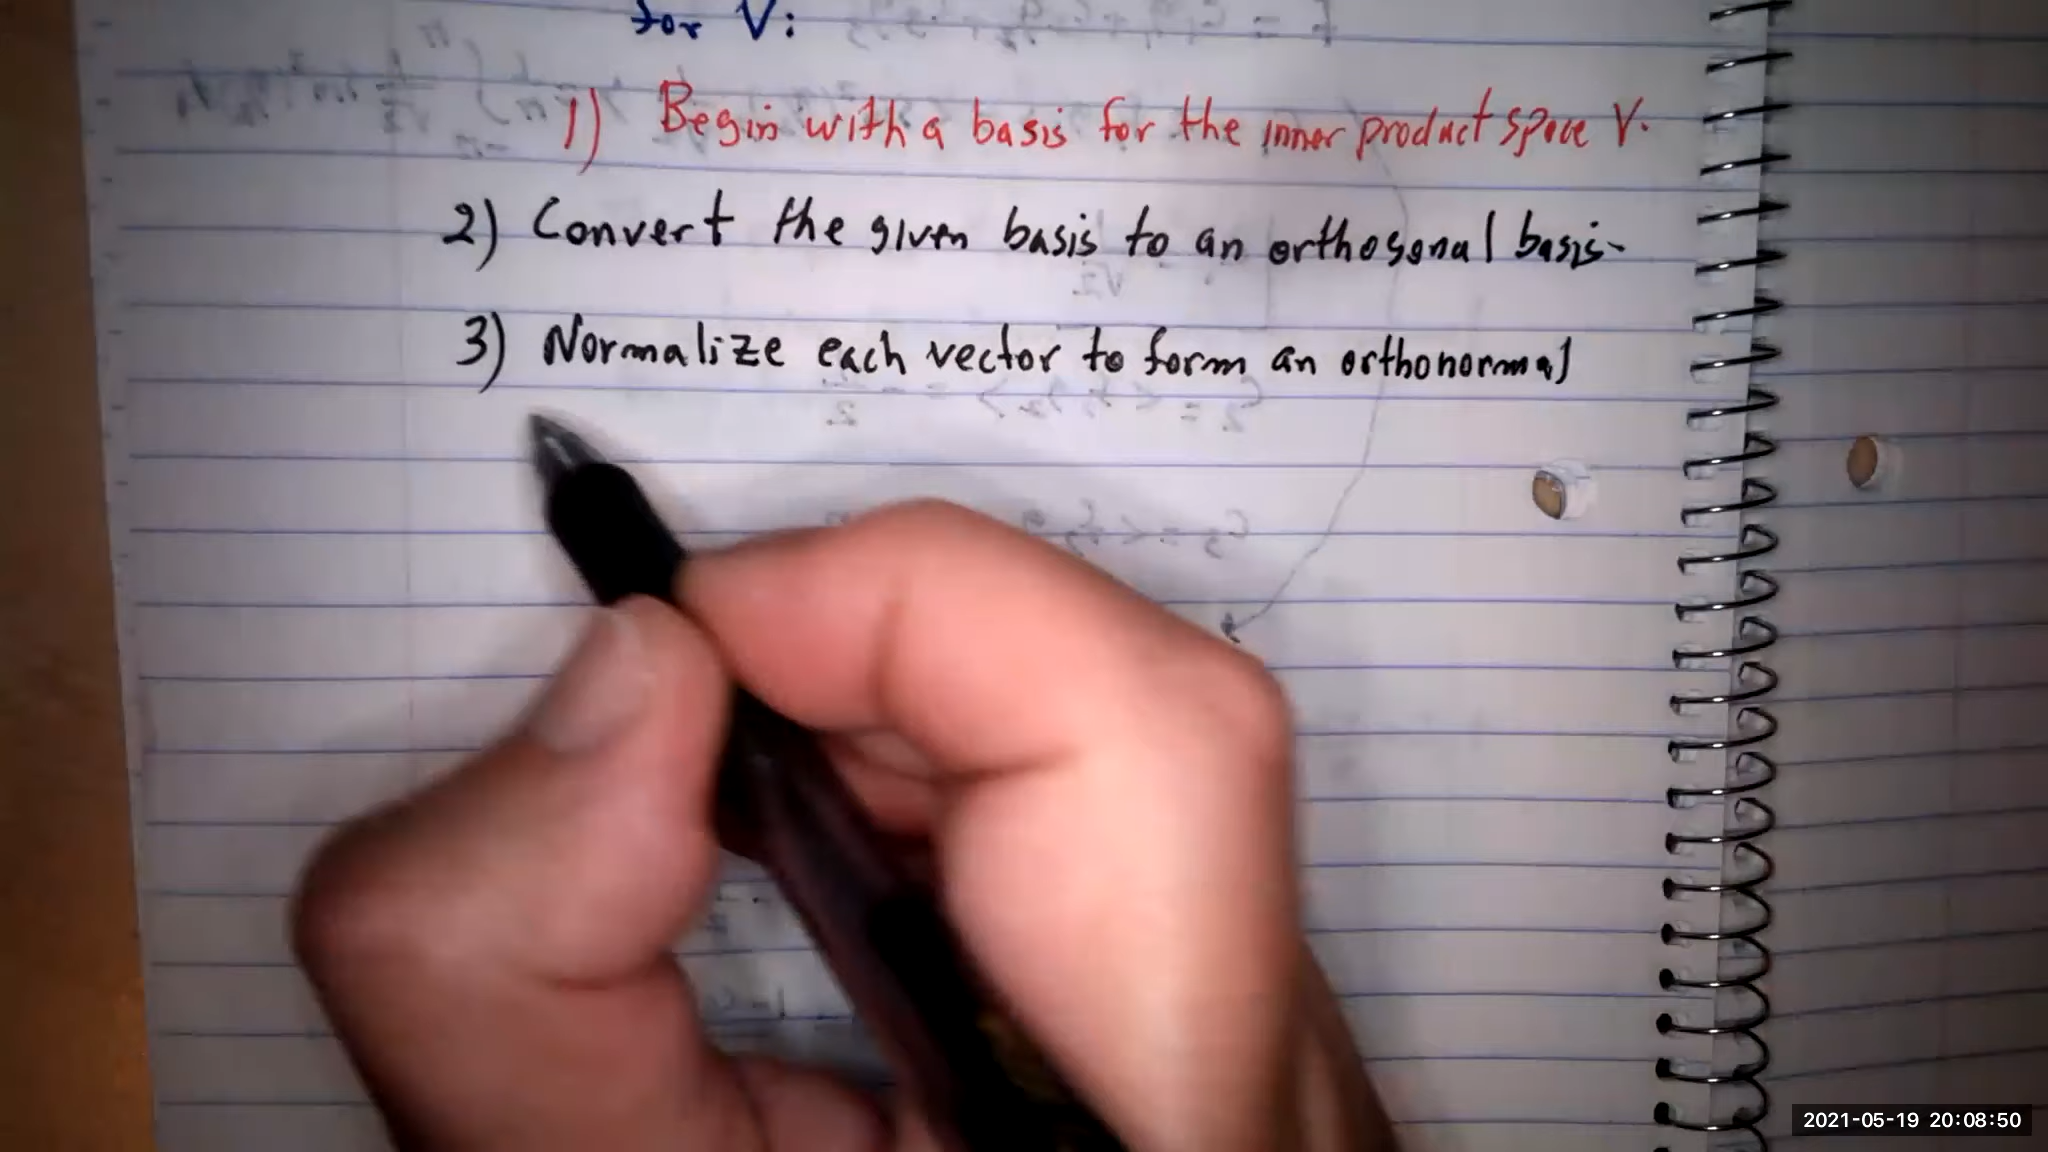 for V:
1) Begin with a basis for the inner product space V.
2) Convert the given basis to an orthogonal basis.
3) Normalize each vector to form an orthonormal
2021-05-19 20:08:50